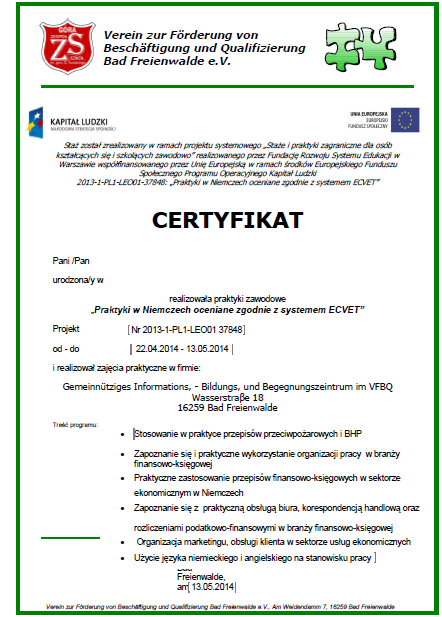 GÓRA
ZS
Verein zur Förderung von
Beschäftigung und Qualifizierung
Bad Freienwalde e.V.
KAPITAŁ LUDZKI
NARODOWA STRATEGIA SPÓJNOŚCI
UNIA EUROPEJSKA
EUROPEJSKI
FUNDUSZ SPOŁECZNY
Staż został zrealizowany w ramach projektu systemowego „Staże i praktyki zagraniczne dla osób
kształcących się i szkolących zawodowo" realizowanego przez Fundację Rozwoju Systemu Edukacji w
Warszawie współfinansowanego przez Unię Europejską w ramach środków Europejskiego Funduszu
Społecznego Programu Operacyjnego Kapitał Ludzki
2013-1-PL1-LEO01-37848: „Praktyki w Niemczech oceniane zgodnie z systemem ECVET"
CERTYFIKAT
Pani /Pan
urodzona/y w
realizowała praktyki zawodowe
„Praktyki w Niemczech oceniane zgodnie z systemem ECVET"
Projekt [Nr 2013-1-PL1-LEO01 37848]
od - do [ 22.04.2014 - 13.05.2014]
i realizował zajęcia praktyczne w firmie:
Gemeinnütziges Informations, - Bildungs, und Begegnungszeintrum im VFBQ
Wasserstraβe 18
16259 Bad Freienwalde
Treść programu:
• Stosowanie w praktyce przepisów przeciwpożarowych i BHP
• Zapoznanie się i praktyczne wykorzystanie organizacji pracy w branży
finansowo-księgowej
• Praktyczne zastosowanie przepisów finansowo-księgowych w sektorze
ekonomicznym w Niemczech
• Zapoznanie się z praktyczną obsługą biura, korespondencją handlową oraz
rozliczeniami podatkowo-finansowymi w branży finansowo-księgowej
• Organizacja marketingu, obsługi klienta w sektorze usług ekonomicznych
• Użycie języka niemieckiego i angielskiego na stanowisku pracy ]
Freienwalde,
am[ 13.05.2014]
Verein zur Förderung von Beschäftigung und Qualifizierung Bad Freienwalde e.V., Am Weidendamm 7, 16259 Bad Freienwalde